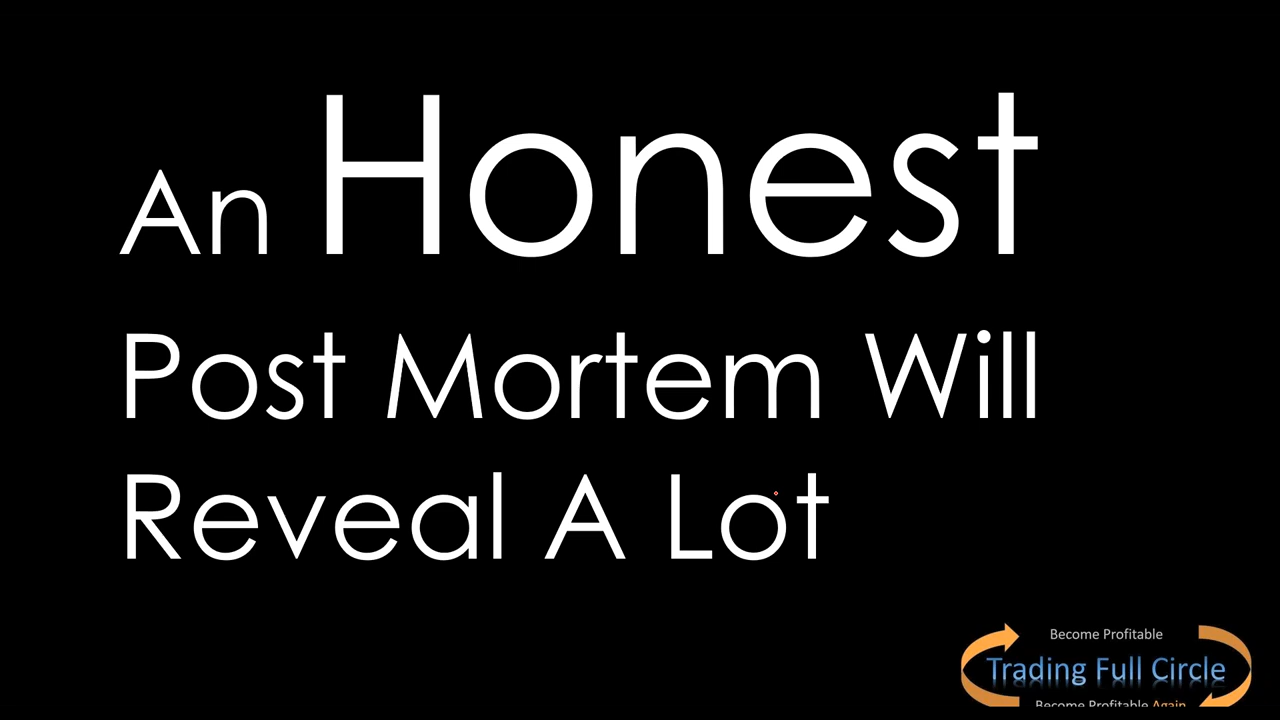 An Honest
Post Mortem Will
Reveal A Lot
Become Profitable
Trading Full Circle
Become Profitable Again